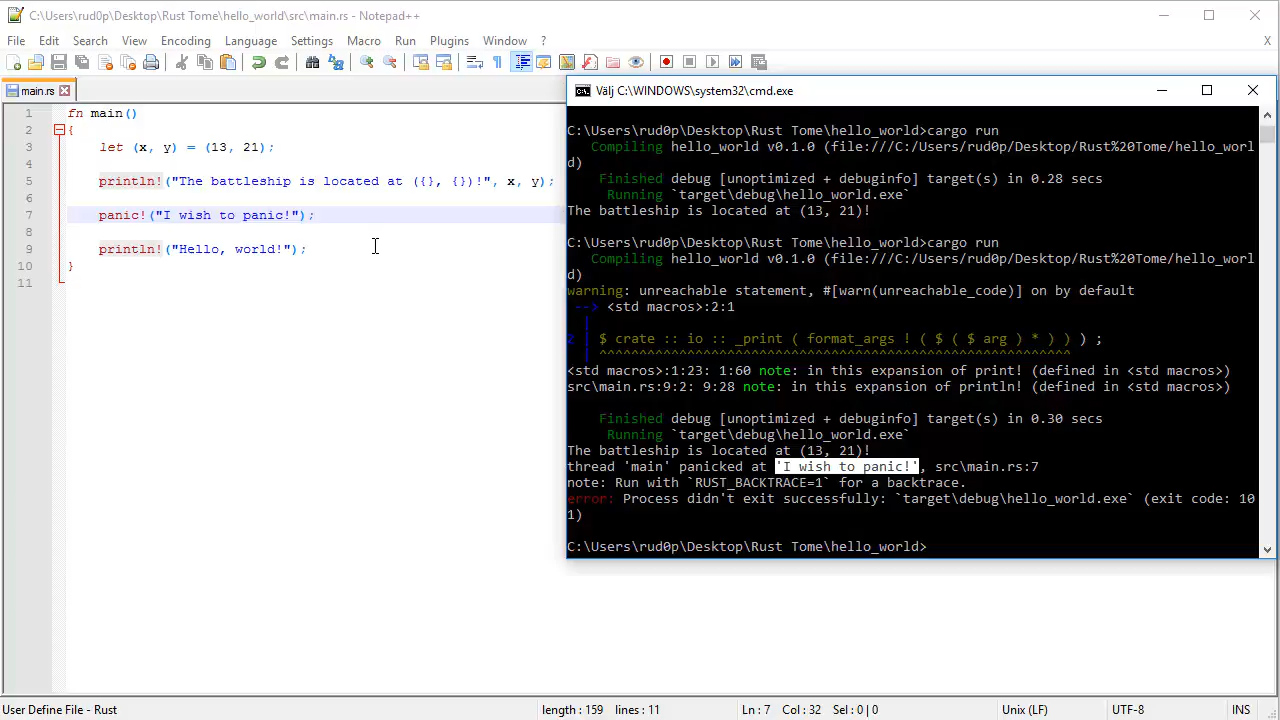 C:\Users\rud0p\Desktop\Rust Tome\hello_world\src\main.rs - Notepad++
File Edit Search View Encoding Language Settings Macro Run Plugins Window ? X
main.rs
1 fn main()
2 {
3 let (x, y) = (13, 21);
4
5 println!("The battleship is located at ({}, {})!", x, y);
6
7 panic!("I wish to panic!");
8
9 println!("Hello, world!");
10 }
11
Välj C:\WINDOWS\system32\cmd.exe
C:\Users\rud0p\Desktop\Rust Tome\hello_world>cargo run
Compiling hello_world v0.1.0 (file:///C:/Users/rud0p/Desktop/Rust%20Tome/hello_worl
d)
Finished debug [unoptimized + debuginfo] target(s) in 0.28 secs
Running `target\debug\hello_world.exe`
The battleship is located at (13, 21)!
C:\Users\rud0p\Desktop\Rust Tome\hello_world>cargo run
Compiling hello_world v0.1.0 (file:///C:/Users/rud0p/Desktop/Rust%20Tome/hello_worl
d)
warning: unreachable statement, #[warn(unreachable_code)] on by default
--> <std macros>:2:1
|
2 | $ crate :: io :: _print ( format_args ! ( $ ( $ arg ) * ) ) ;
| ^^^^^^^^^^^^^^^^^^^^^^^^^^^^^^^^^^^^^^^^^^^^^^^^^^^^^^^^^^^
<std macros>:1:23: 1:60 note: in this expansion of print! (defined in <std macros>)
src\main.rs:9:2: 9:28 note: in this expansion of println! (defined in <std macros>)
Finished debug [unoptimized + debuginfo] target(s) in 0.30 secs
Running `target\debug\hello_world.exe`
The battleship is located at (13, 21)!
thread 'main' panicked at 'I wish to panic!', src\main.rs:7
note: Run with `RUST_BACKTRACE=1` for a backtrace.
error: Process didn't exit successfully: `target\debug\hello_world.exe` (exit code: 10
1)
C:\Users\rud0p\Desktop\Rust Tome\hello_world>
User Define File - Rust length : 159 lines : 11 Ln : 7 Col : 32 Sel : 0 | 0 Unix (LF) UTF-8 INS